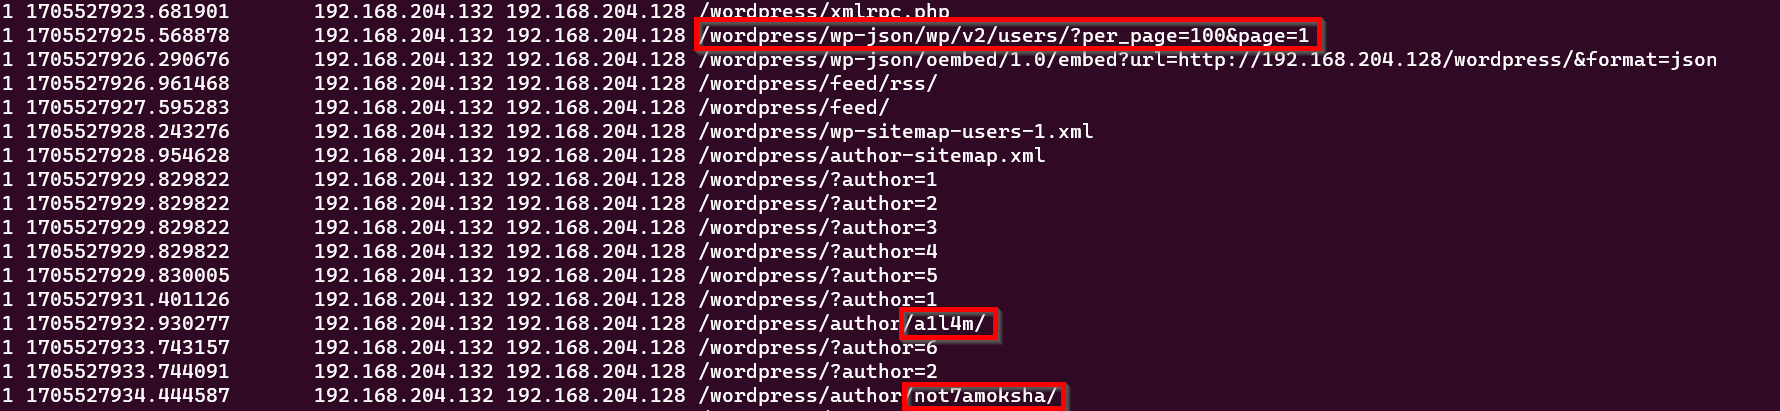 1 1705527923.681901 192.168.204.132 192.168.204.128 /wordpress/xmlrpc.php
1 1705527925.568878 192.168.204.132 192.168.204.128 /wordpress/wp-json/wp/v2/users/?per_page=100&page=1
1 1705527926.290676 192.168.204.132 192.168.204.128 /wordpress/wp-json/oembed/1.0/embed?url=http://192.168.204.128/wordpress/&format=json
1 1705527926.961468 192.168.204.132 192.168.204.128 /wordpress/feed/rss/
1 1705527927.595283 192.168.204.132 192.168.204.128 /wordpress/feed/
1 1705527928.243276 192.168.204.132 192.168.204.128 /wordpress/wp-sitemap-users-1.xml
1 1705527928.954628 192.168.204.132 192.168.204.128 /wordpress/author-sitemap.xml
1 1705527929.829822 192.168.204.132 192.168.204.128 /wordpress/?author=1
1 1705527929.829822 192.168.204.132 192.168.204.128 /wordpress/?author=2
1 1705527929.829822 192.168.204.132 192.168.204.128 /wordpress/?author=3
1 1705527929.829822 192.168.204.132 192.168.204.128 /wordpress/?author=4
1 1705527929.830005 192.168.204.132 192.168.204.128 /wordpress/?author=5
1 1705527931.401126 192.168.204.132 192.168.204.128 /wordpress/?author=1
1 1705527932.930277 192.168.204.132 192.168.204.128 /wordpress/author/a1l4m/
1 1705527933.743157 192.168.204.132 192.168.204.128 /wordpress/?author=6
1 1705527933.744091 192.168.204.132 192.168.204.128 /wordpress/?author=2
1 1705527934.444587 192.168.204.132 192.168.204.128 /wordpress/author/not7amoksha/